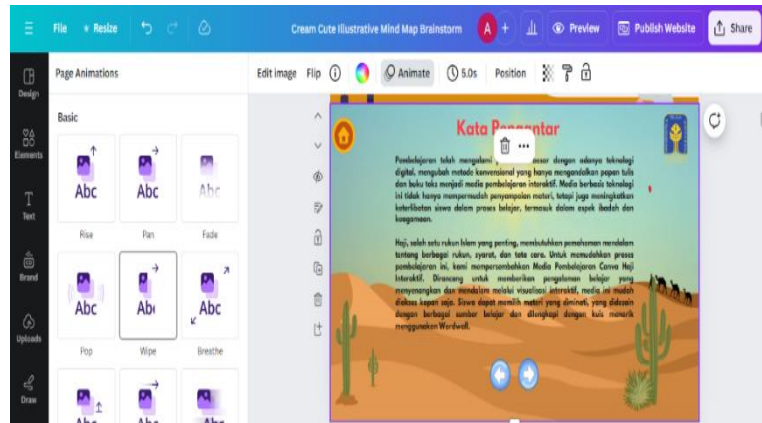 File Resize Cream Cute Illustrative Mind Map Brainstorm A + Preview Publish Website Share
Design
Elements
Text
Brand
Uploads
Draw
Page Animations
Basic
Abc Abc Abc
Rise Pan Fade
Abc Abc Abc
Pop Wipe Breathe
Edit image Flip Animate 5.0s Position
Kata
Pembelajaran telah mengalami dengan adanya teknologi
digital, mengubah metode konvensional yang hanya mengandalkan papan tulis
dan buku teks menjadi media pembelajaran interaktif. Media berbasis teknologi
ini tidak hanya mempermudah penyampaian materi, tetapi juga meningkatkan
keterlibatan siswa dalam proses belajar, termasuk dalam aspek ibadah dan
keagamaan.
Haji, salah satu rukun Islam yang penting, membutuhkan pemahaman mendalam
tentang berbagai rukun, syarat, dan tata cara. Untuk memudahkan proses
pembelajaran ini, kami mempersembahkan Media Pembelajaran Canva Haji
Interaktif. Dirancang untuk memberikan pengalaman belajar yang
menyenangkan dan mendalam melalui visualisasi interaktif, media ini mudah
diakses kapan saja. Siswa dapat memilih materi yang diminati, yang didesain
dengan berbagai sumber belajar dan dilengkapi dengan kuis menarik
menggunakan Wordwall.